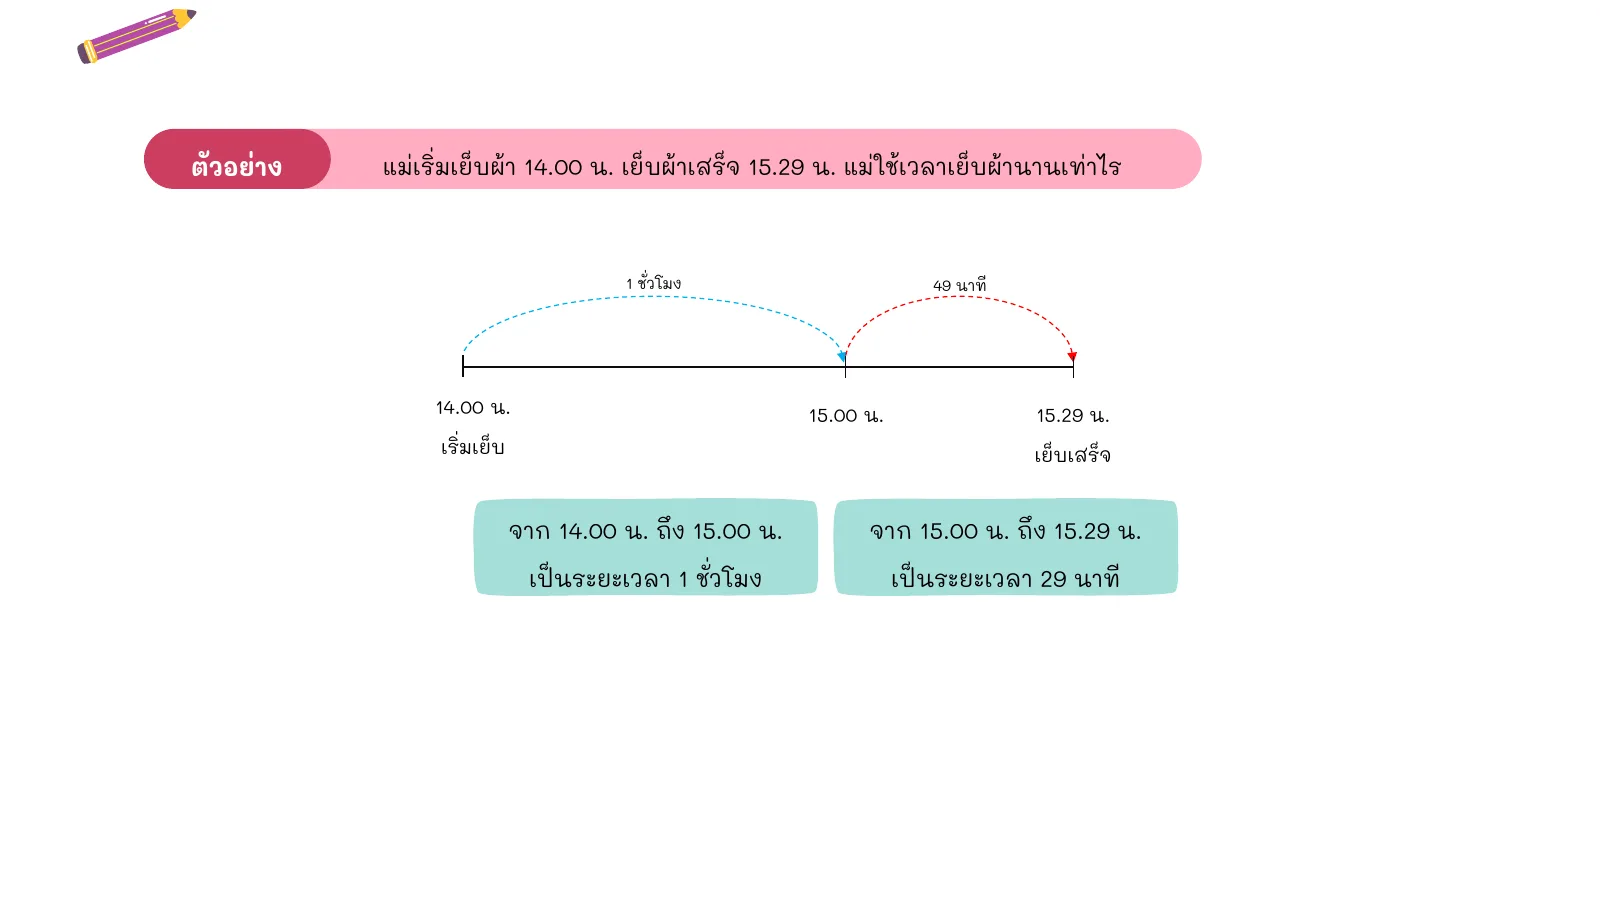 ตัวอย่าง แม่เริ่มเย็บผ้า 14.00 น. เย็บผ้าเสร็จ 15.29 น. แม่ใช้เวลาเย็บผ้านานเท่าไร
1 ชั่วโมง 49 นาที
14.00 น. 15.00 น. 15.29 น.
เริ่มเย็บ เย็บเสร็จ
จาก 14.00 น. ถึง 15.00 น.
เป็นระยะเวลา 1 ชั่วโมง
จาก 15.00 น. ถึง 15.29 น.
เป็นระยะเวลา 29 นาที